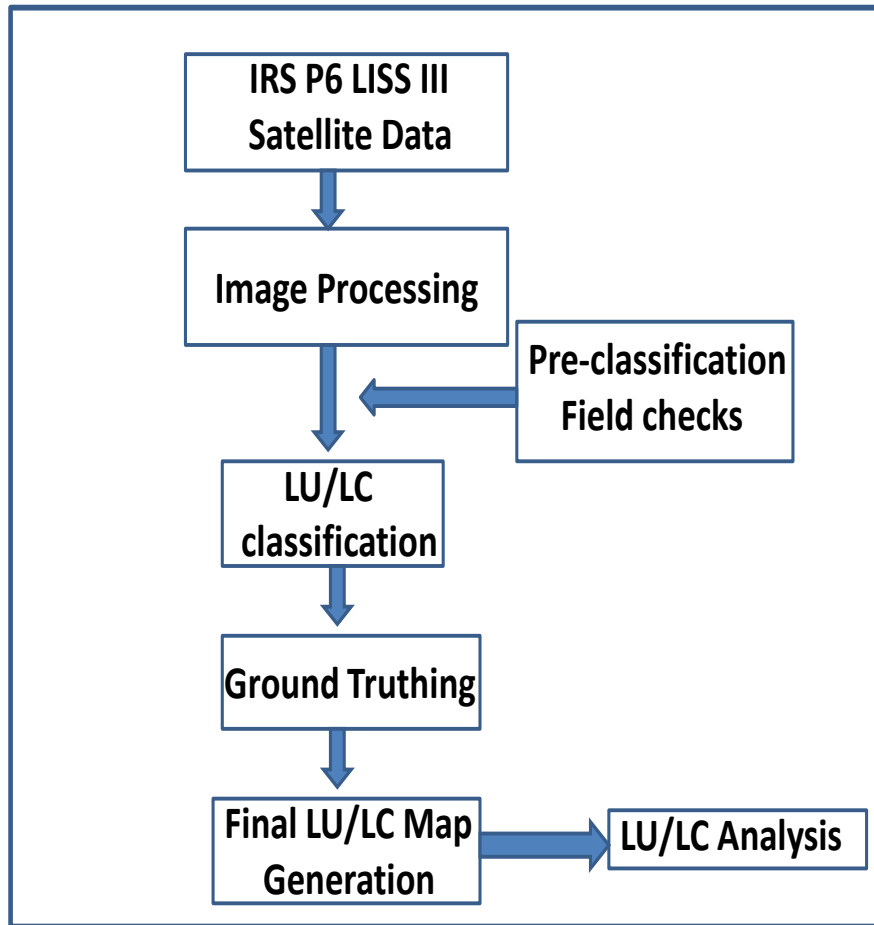 IRS P6 LISS III
Satellite Data
Image Processing
Pre-classification
Field checks
LU/LC
classification
Ground Truthing
Final LU/LC Map
Generation
LU/LC Analysis